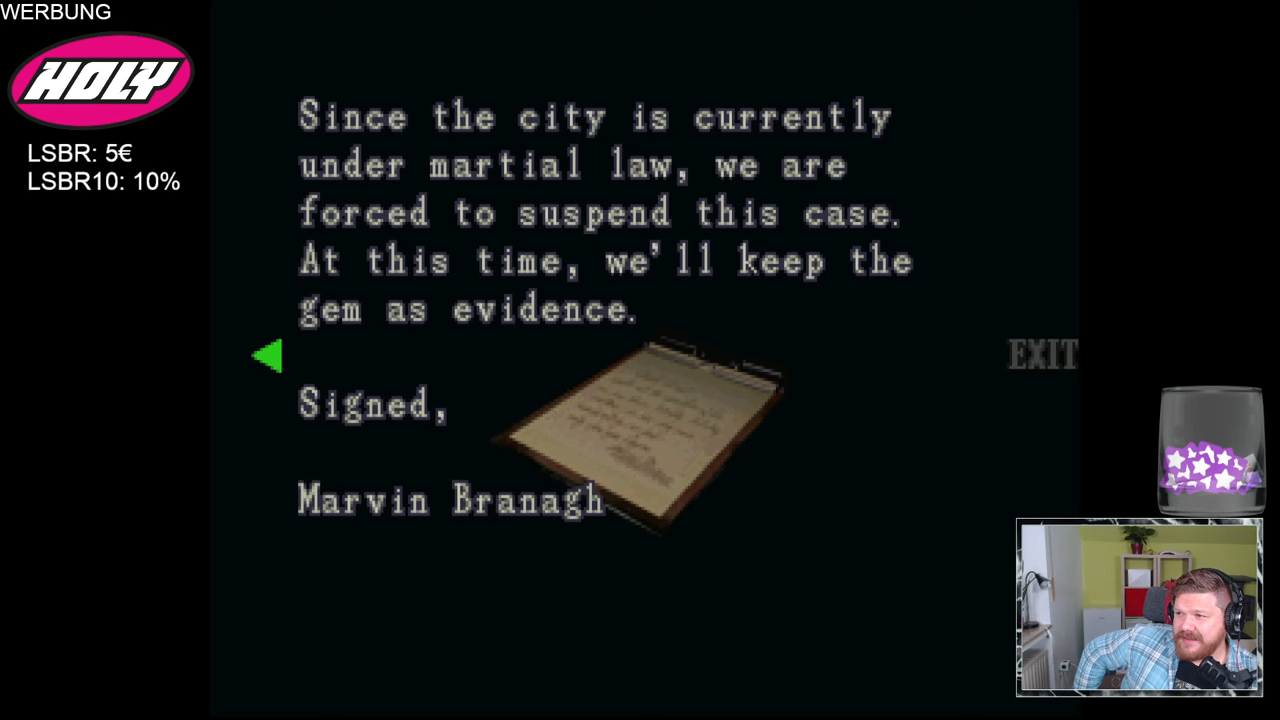 WERBUNG
HOLY
LSBR: 5€
LSBR10: 10%
Since the city is currently
under martial law, we are
forced to suspend this case.
At this time, we'll keep the
gem as evidence.
EXIT
Signed,
Marvin Branagh